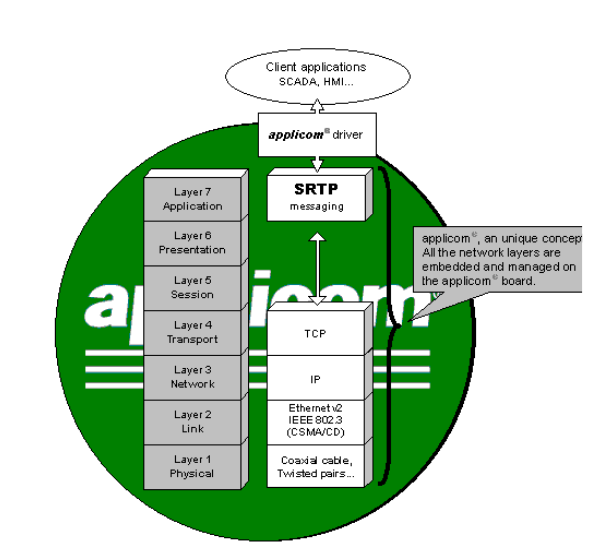 Client applications
SCADA, HMI...
applicom® driver
Layer 7
Application
SRTP
messaging
Layer 6
Presentation
applicom®, an unique concept
All the network layers are
embedded and managed on
the applicom® board.
Layer 5
Session
applicom®
Layer 4
Transport
TCP
Layer 3
Network
IP
Layer 2
Link
Ethernet v2
IEEE 802.3
(CSMA/CD)
Layer 1
Physical
Coaxial cable,
Twisted pairs...